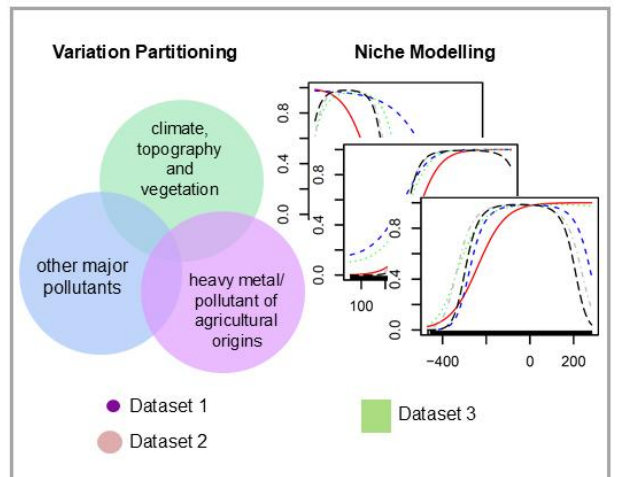 Variation Partitioning
Niche Modelling
climate,
topography
and
vegetation
other major
pollutants
heavy metal/
pollutant of
agricultural
origins
0.8
0.4
0.0
0.8
0.4
0.0
100
0.8
0.4
0.0
−400 0 200
Dataset 1
Dataset 2
Dataset 3